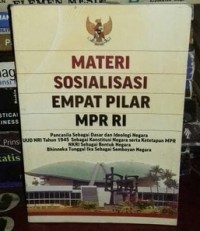 MATERI
SOSIALISASI
EMPAT PILAR
MPR RI
Pancasila Sebagai Dasar dan Ideologi Negara
UUD NRI Tahun 1945 Sebagai Konstitusi Negara serta Ketetapan MPR
NKRI Sebagai Bentuk Negara
Bhinneka Tunggal Ika Sebagai Semboyan Negara